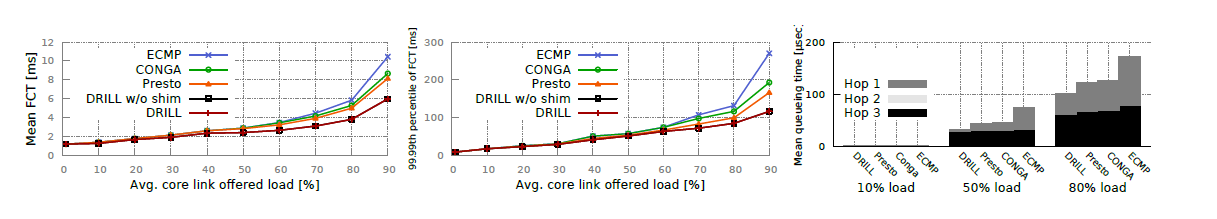 12
10
8
6
4
2
0
Mean FCT [ms]
ECMP
CONGA
Presto
DRILL w/o shim
DRILL
0 10 20 30 40 50 60 70 80 90
Avg. core link offered load [%]
300
200
100
0
99.99th percentile of FCT [ms]
ECMP
CONGA
Presto
DRILL w/o shim
DRILL
0 10 20 30 40 50 60 70 80 90
Avg. core link offered load [%]
200
100
0
Mean queueing time [µsec
Hop 1
Hop 2
Hop 3
DRILL Presto Conga ECMP
DRILL Presto CONGA ECMP
DRILL Presto CONGA ECMP
10% load 50% load 80% load